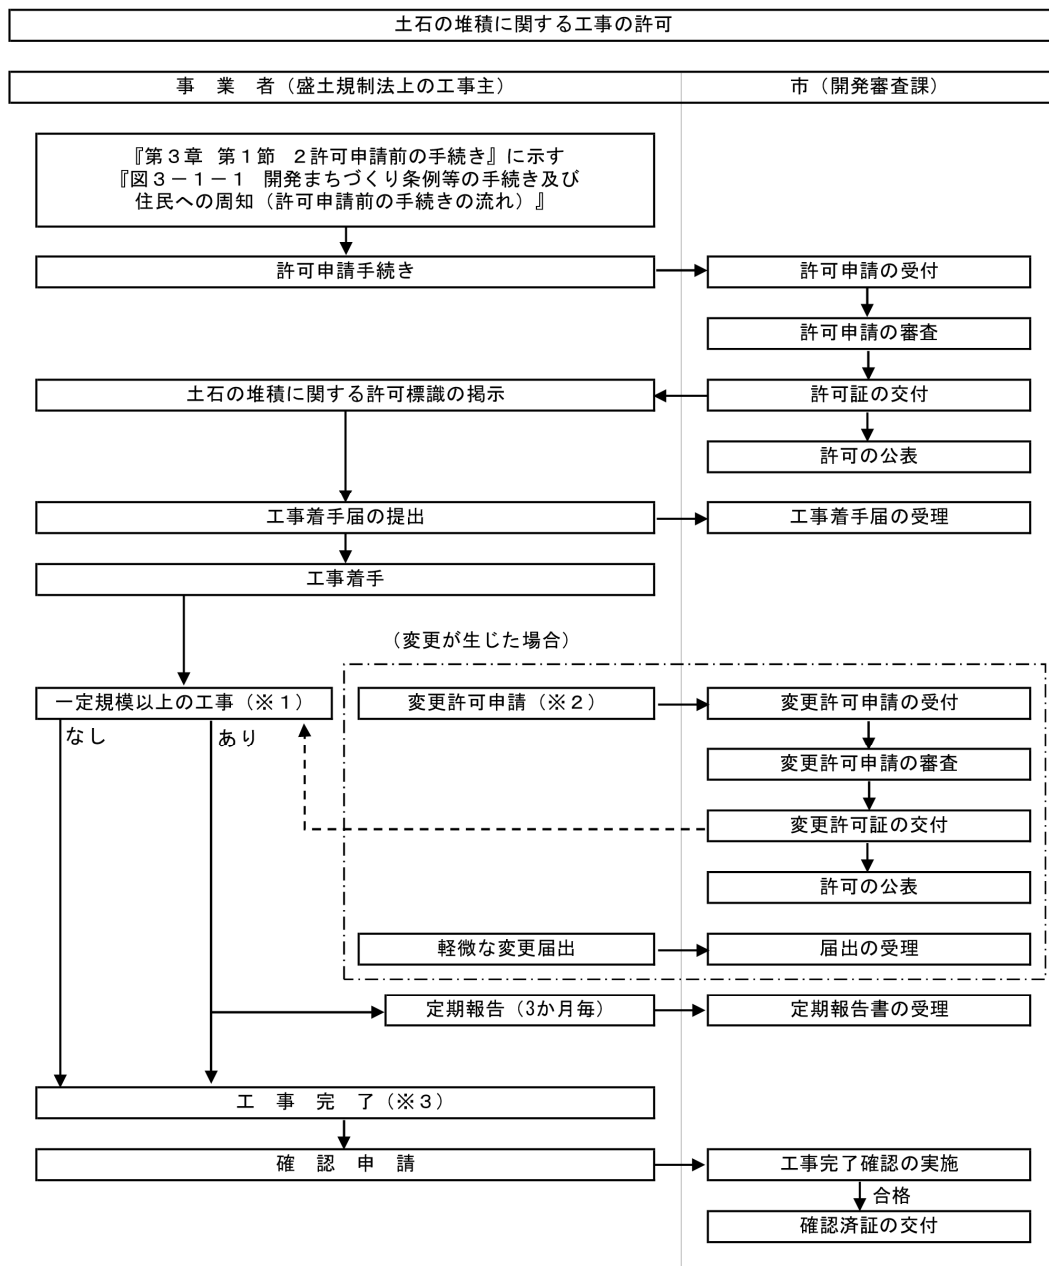 土石の堆積に関する工事の許可
事　業　者（盛土規制法上の工事主）
市（開発審査課）
『第３章　第１節　２許可申請前の手続き』に示す
『図３－１－１　開発まちづくり条例等の手続き及び
住民への周知（許可申請前の手続きの流れ）』
許可申請手続き
許可申請の受付
許可申請の審査
土石の堆積に関する許可標識の掲示
許可証の交付
許可の公表
工事着手届の提出
工事着手届の受理
工事着手
（変更が生じた場合）
一定規模以上の工事（※１）
変更許可申請（※２）
変更許可申請の受付
なし
あり
変更許可申請の審査
変更許可証の交付
許可の公表
軽微な変更届出
届出の受理
定期報告（3か月毎）
定期報告書の受理
工　事　完　了（※３）
確　認　申　請
工事完了確認の実施
合格
確認済証の交付